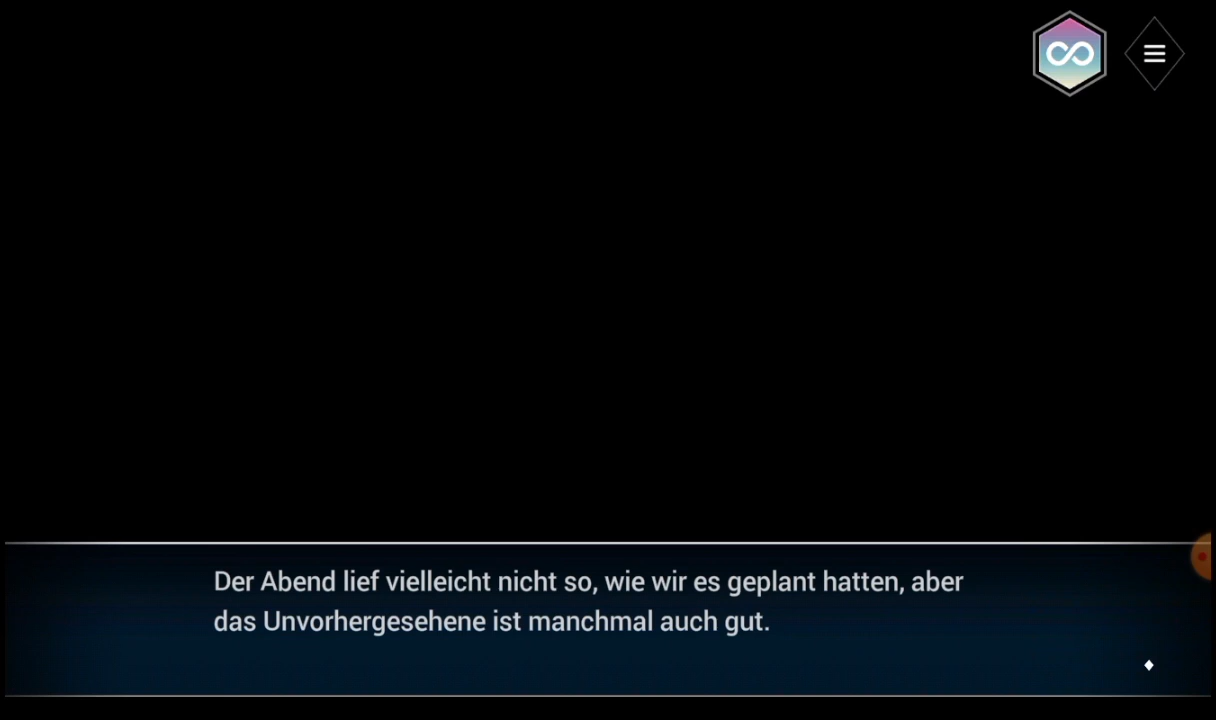 Der Abend lief vielleicht nicht so, wie wir es geplant hatten, aber
das Unvorhergesehene ist manchmal auch gut.